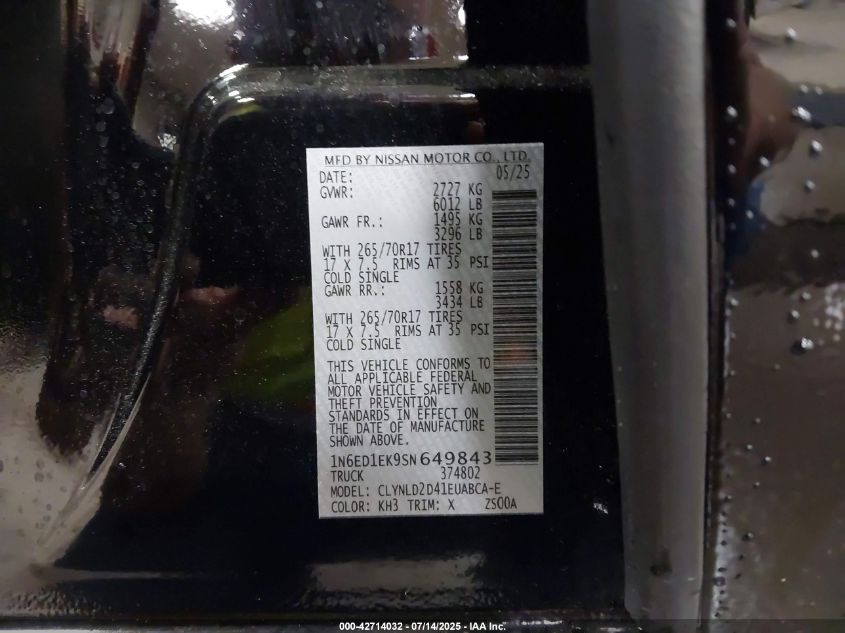 MFD BY NISSAN MOTOR CO., LTD.
DATE: 05/25
GVWR: 2727 KG
6012 LB
GAWR FR.: 1495 KG
3296 LB
WITH 265/70R17 TIRES
17 X 7.5 RIMS AT 35 PSI
COLD SINGLE
GAWR RR.: 1558 KG
3434 LB
WITH 265/70R17 TIRES
17 X 7.5 RIMS AT 35 PSI
COLD SINGLE
THIS VEHICLE CONFORMS TO
ALL APPLICABLE FEDERAL
MOTOR VEHICLE SAFETY AND
THEFT PREVENTION
STANDARDS IN EFFECT ON
THE DATE OF MANUFACTURE
SHOWN ABOVE.
1N6ED1EK9SN649843
TRUCK 374802
MODEL: CLYNLD2D41EUABCA-E
COLOR: KH3 TRIM: X ZS00A
000-42714032 - 07/14/2025 - IAA Inc.